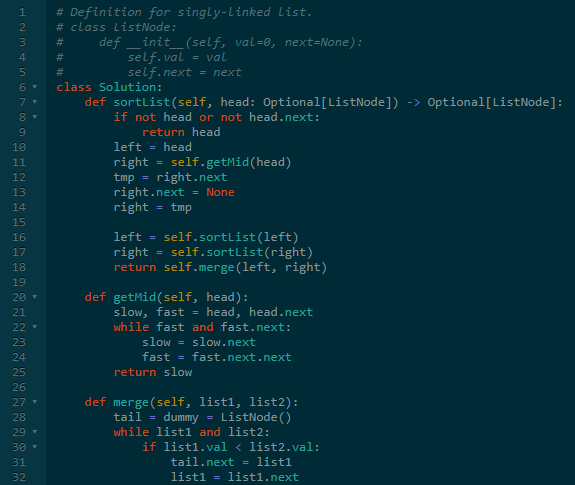 1 # Definition for singly-linked list.
2 # class ListNode:
3 #     def __init__(self, val=0, next=None):
4 #         self.val = val
5 #         self.next = next
6 class Solution:
7     def sortList(self, head: Optional[ListNode]) -> Optional[ListNode]:
8         if not head or not head.next:
9             return head
10         left = head
11         right = self.getMid(head)
12         tmp = right.next
13         right.next = None
14         right = tmp
15
16         left = self.sortList(left)
17         right = self.sortList(right)
18         return self.merge(left, right)
19
20     def getMid(self, head):
21         slow, fast = head, head.next
22         while fast and fast.next:
23             slow = slow.next
24             fast = fast.next.next
25         return slow
26
27     def merge(self, list1, list2):
28         tail = dummy = ListNode()
29         while list1 and list2:
30             if list1.val < list2.val:
31                 tail.next = list1
32                 list1 = list1.next